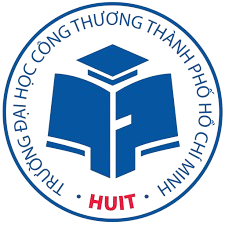 TRƯỜNG ĐẠI HỌC CÔNG THƯƠNG THÀNH PHỐ HỒ CHÍ MINH
HUIT